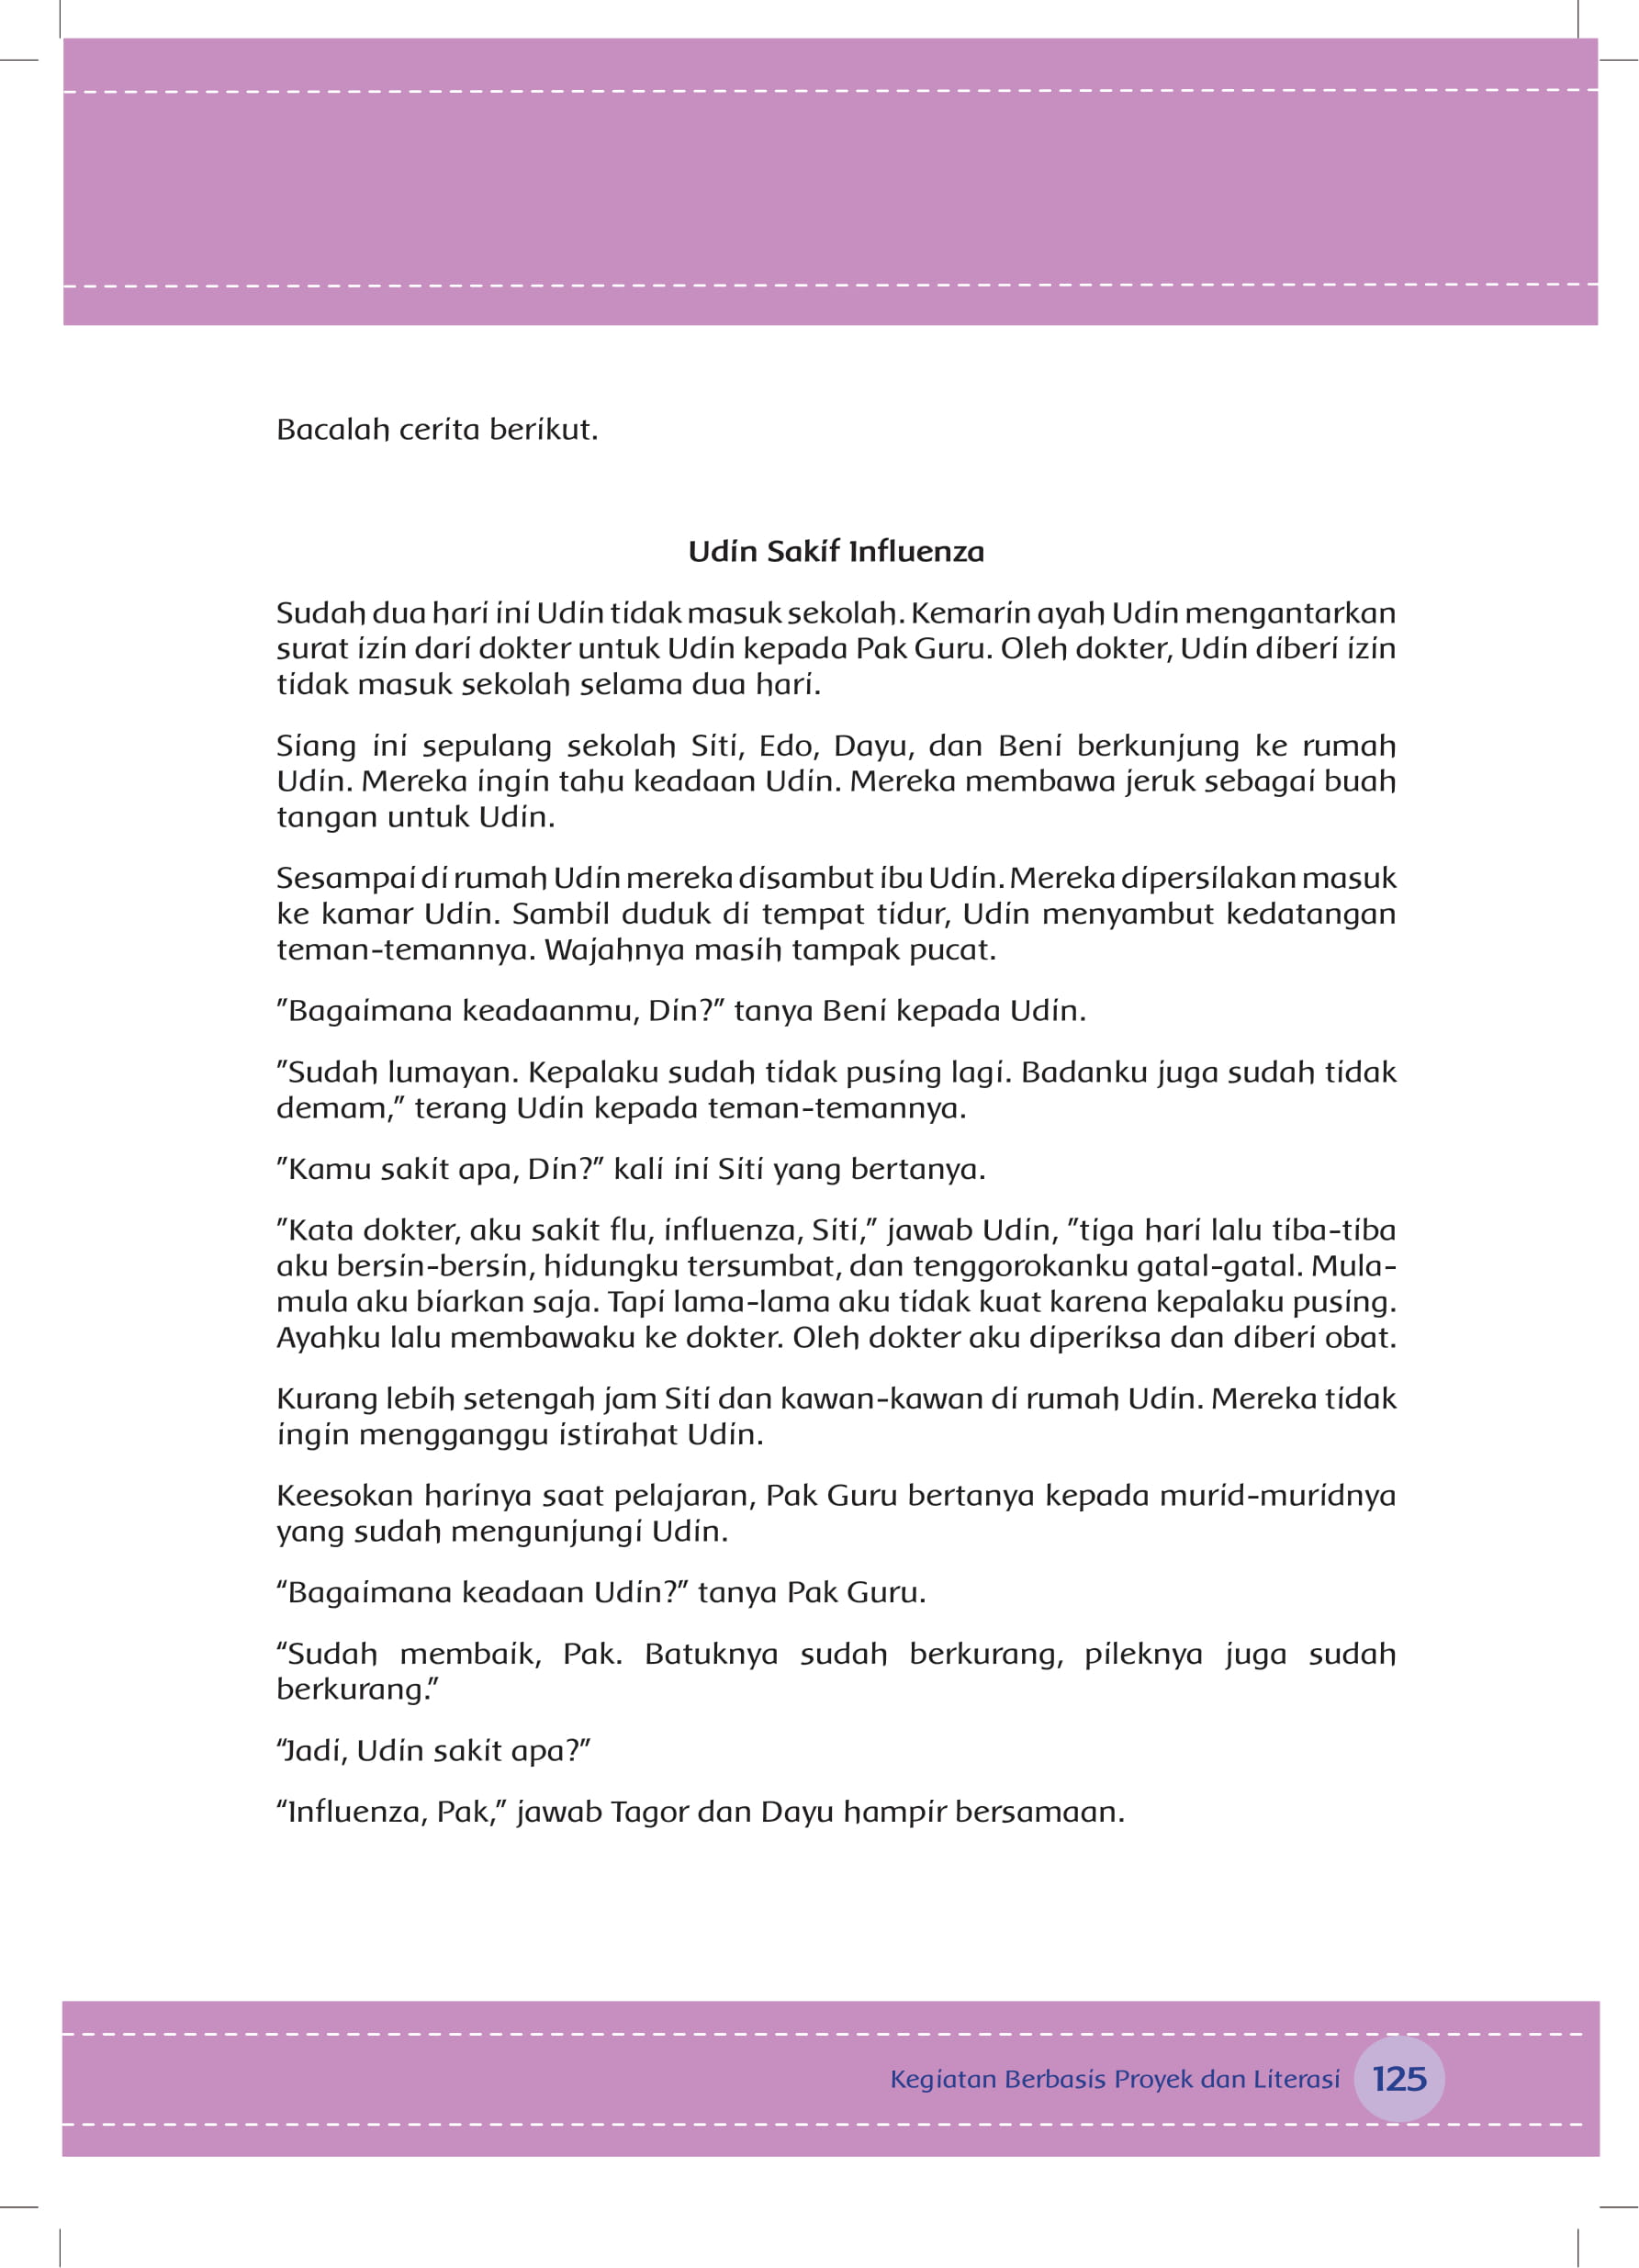 Bacalah cerita berikut.
Udin Sakif Influenza
Sudah dua hari ini Udin tidak masuk sekolah. Kemarin ayah Udin mengantarkan
surat izin dari dokter untuk Udin kepada Pak Guru. Oleh dokter, Udin diberi izin
tidak masuk sekolah selama dua hari.
Siang ini sepulang sekolah Siti, Edo, Dayu, dan Beni berkunjung ke rumah
Udin. Mereka ingin tahu keadaan Udin. Mereka membawa jeruk sebagai buah
tangan untuk Udin.
Sesampai di rumah Udin mereka disambut ibu Udin. Mereka dipersilakan masuk
ke kamar Udin. Sambil duduk di tempat tidur, Udin menyambut kedatangan
teman-temannya. Wajahnya masih tampak pucat.
”Bagaimana keadaanmu, Din?” tanya Beni kepada Udin.
”Sudah lumayan. Kepalaku sudah tidak pusing lagi. Badanku juga sudah tidak
demam,” terang Udin kepada teman-temannya.
”Kamu sakit apa, Din?” kali ini Siti yang bertanya.
”Kata dokter, aku sakit flu, influenza, Siti,” jawab Udin, ”tiga hari lalu tiba-tiba
aku bersin-bersin, hidungku tersumbat, dan tenggorokanku gatal-gatal. Mula-
mula aku biarkan saja. Tapi lama-lama aku tidak kuat karena kepalaku pusing.
Ayahku lalu membawaku ke dokter. Oleh dokter aku diperiksa dan diberi obat.
Kurang lebih setengah jam Siti dan kawan-kawan di rumah Udin. Mereka tidak
ingin mengganggu istirahat Udin.
Keesokan harinya saat pelajaran, Pak Guru bertanya kepada murid-muridnya
yang sudah mengunjungi Udin.
“Bagaimana keadaan Udin?” tanya Pak Guru.
“Sudah membaik, Pak. Batuknya sudah berkurang, pileknya juga sudah
berkurang.”
“Jadi, Udin sakit apa?”
“Influenza, Pak,” jawab Tagor dan Dayu hampir bersamaan.
Kegiatan Berbasis Proyek dan Literasi 125